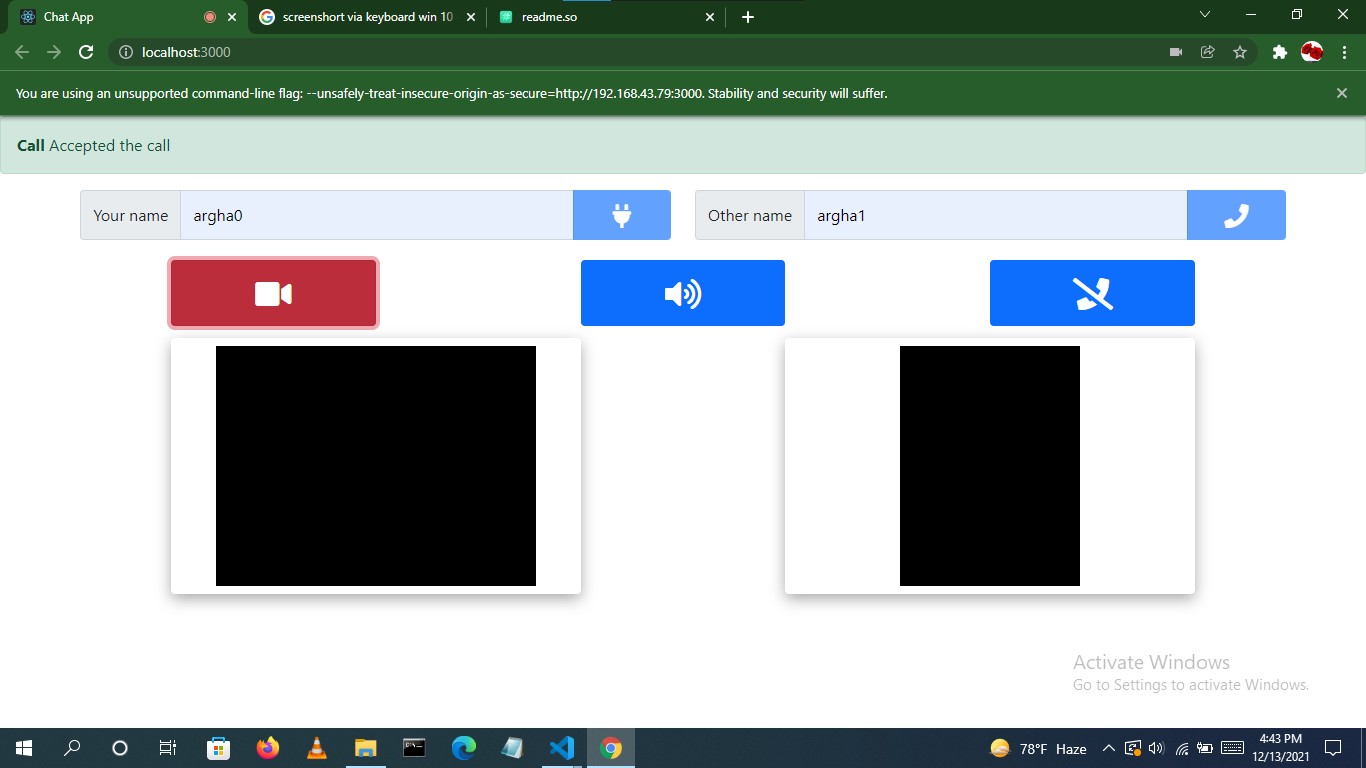 Chat App
screenshort via keyboard win 10
readme.so
localhost:3000
You are using an unsupported command-line flag: --unsafely-treat-insecure-origin-as-secure=http://192.168.43.79:3000. Stability and security will suffer.
Call Accepted the call
Your name argha0
Other name argha1
Activate Windows
Go to Settings to activate Windows.
78°F Haze
4:43 PM
12/13/2021